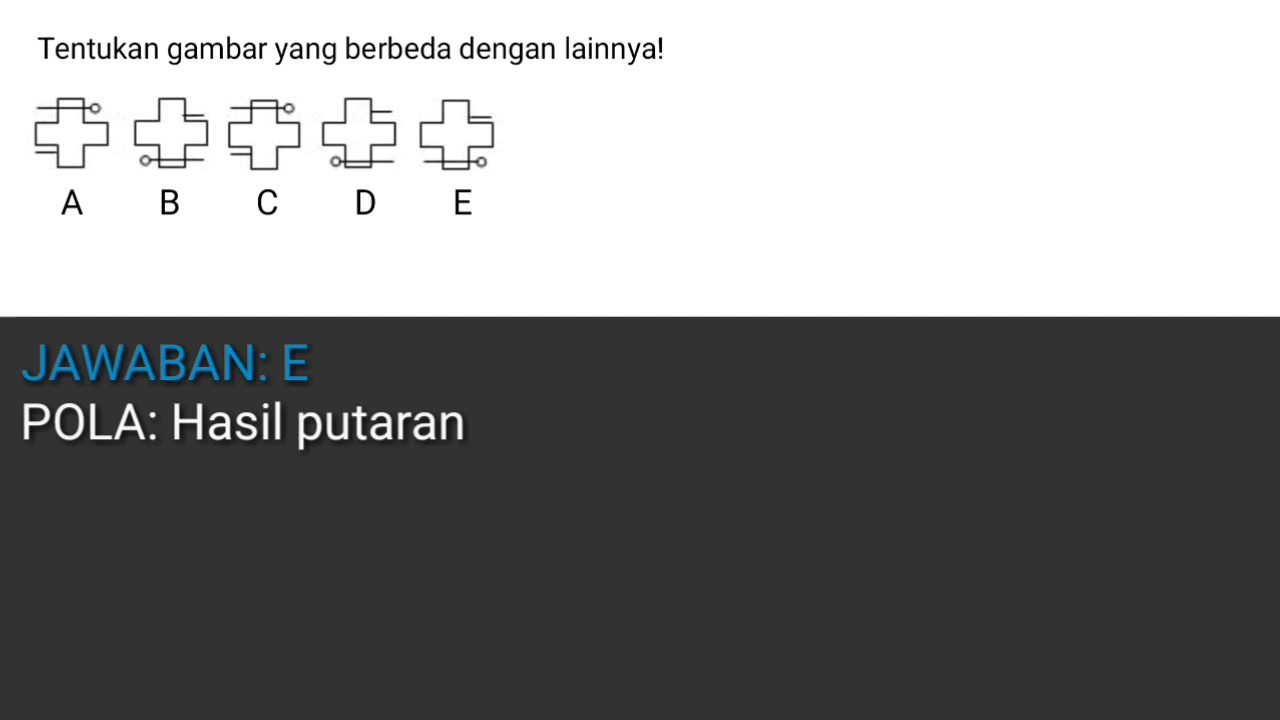 Tentukan gambar yang berbeda dengan lainnya!
A B C D E
JAWABAN: E
POLA: Hasil putaran